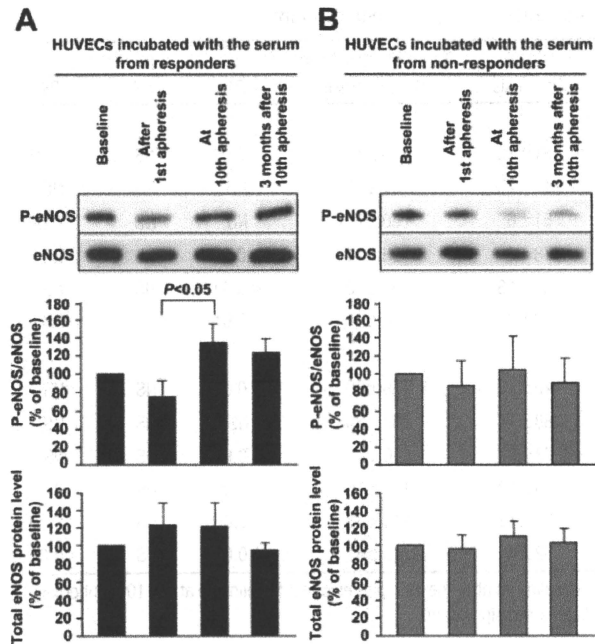 A
HUVECs incubated with the serum
from responders
Baseline
After
1st apheresis
At
10th apheresis
3 months after
10th apheresis
P-eNOS
eNOS
P<0.05
P-eNOS/eNOS
(% of baseline)
180
160
140
120
100
80
60
40
20
0
Total eNOS protein level
(% of baseline)
160
140
120
100
80
60
40
20
0
B
HUVECs incubated with the serum
from non-responders
Baseline
After
1st apheresis
At
10th apheresis
3 months after
10th apheresis
P-eNOS
eNOS
P-eNOS/eNOS
(% of baseline)
180
160
140
120
100
80
60
40
20
0
Total eNOS protein level
(% of baseline)
160
140
120
100
80
60
40
20
0